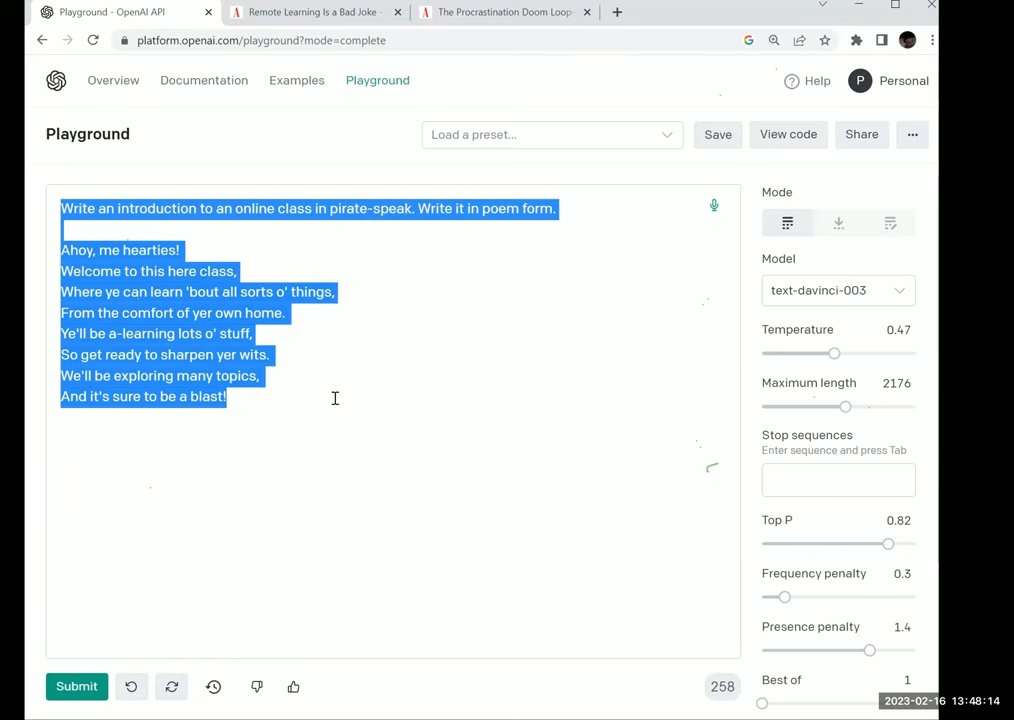 Playground - OpenAI API
Remote Learning Is a Bad Joke -
The Procrastination Doom Loop-
platform.openai.com/playground?mode=complete
Overview
Documentation
Examples
Playground
Help
P
Personal
Playground
Load a preset...
Save
View code
Share
Write an introduction to an online class in pirate-speak. Write it in poem form.
Ahoy, me hearties!
Welcome to this here class,
Where ye can learn 'bout all sorts o' things,
From the comfort of yer own home.
Ye'll be a-learning lots o' stuff,
So get ready to sharpen yer wits.
We'll be exploring many topics,
And it's sure to be a blast!
Mode
Model
text-davinci-003
Temperature 0.47
Maximum length 2176
Stop sequences
Enter sequence and press Tab
Top P 0.82
Frequency penalty 0.3
Presence penalty 1.4
Best of 1
Submit
258
2023-02-16 13:48:14